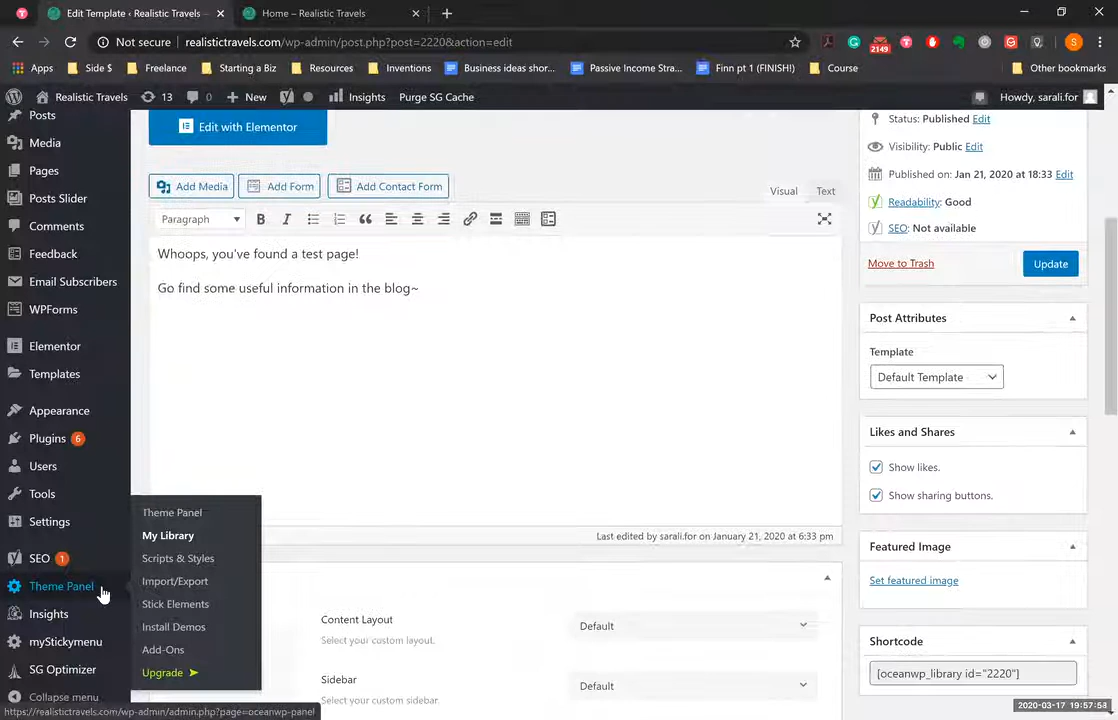 Edit Template ‹ Realistic Travels
Home – Realistic Travels
Not secure | realistictravels.com/wp-admin/post.php?post=2220&action=edit
2149
S
Apps
Side $
Freelance
Starting a Biz
Resources
Inventions
Business ideas shor...
Passive Income Stra...
Finn pt 1 (FINISH!)
Course
Other bookmarks
Realistic Travels
13
0
New
Insights
Purge SG Cache
Howdy, sarali.for
Posts
Media
Pages
Posts Slider
Comments
Feedback
Email Subscribers
WPForms
Elementor
Templates
Appearance
Plugins 6
Users
Tools
Settings
SEO 1
Theme Panel
Insights
myStickymenu
SG Optimizer
Collapse menu
Theme Panel
My Library
Scripts & Styles
Import/Export
Stick Elements
Install Demos
Add-Ons
Upgrade
Edit with Elementor
Add Media
Add Form
Add Contact Form
Visual
Text
Paragraph
Whoops, you've found a test page!
Go find some useful information in the blog~
Last edited by sarali.for on January 21, 2020 at 6:33 pm
Content Layout
Select your custom layout.
Default
Sidebar
Select your custom sidebar.
Default
Status: Published Edit
Visibility: Public Edit
Published on: Jan 21, 2020 at 18:33 Edit
Readability: Good
SEO: Not available
Move to Trash
Update
Post Attributes
Template
Default Template
Likes and Shares
Show likes.
Show sharing buttons.
Featured Image
Set featured image
Shortcode
[oceanwp_library id="2220"]
https://realistictravels.com/wp-admin/admin.php?page=oceanwp-panel
2020-03-17 19:57:54